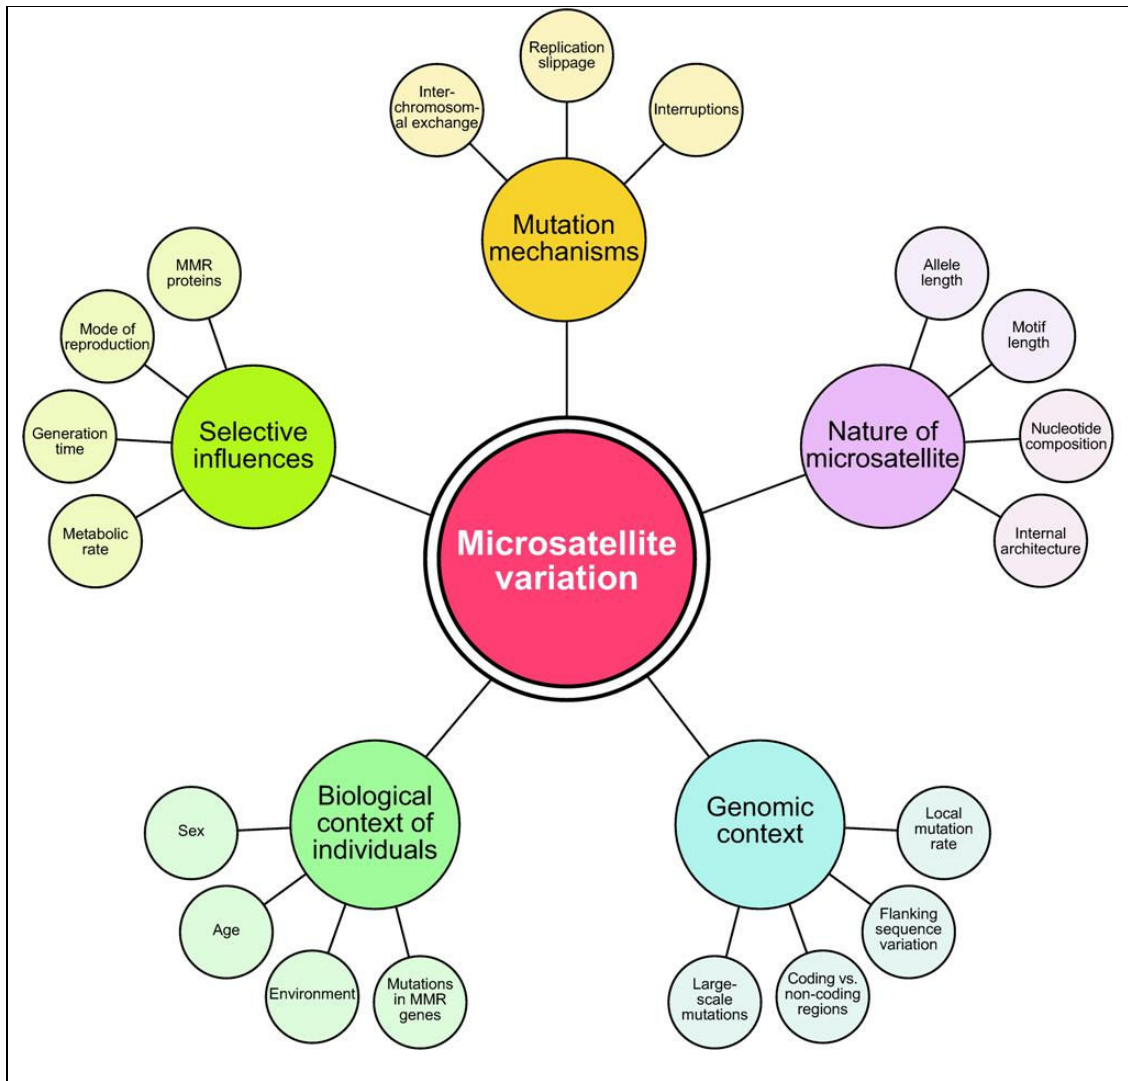 Replication
slippage
Inter-
chromosom-
al exchange
Interruptions
Mutation
mechanisms
MMR
proteins
Mode of
reproduction
Generation
time
Metabolic
rate
Selective
influences
Allele
length
Motif
length
Nucleotide
composition
Internal
architecture
Nature of
microsatellite
Microsatellite
variation
Biological
context of
individuals
Sex
Age
Environment
Mutations
in MMR
genes
Genomic
context
Local
mutation
rate
Flanking
sequence
variation
Coding vs.
non-coding
regions
Large-
scale
mutations